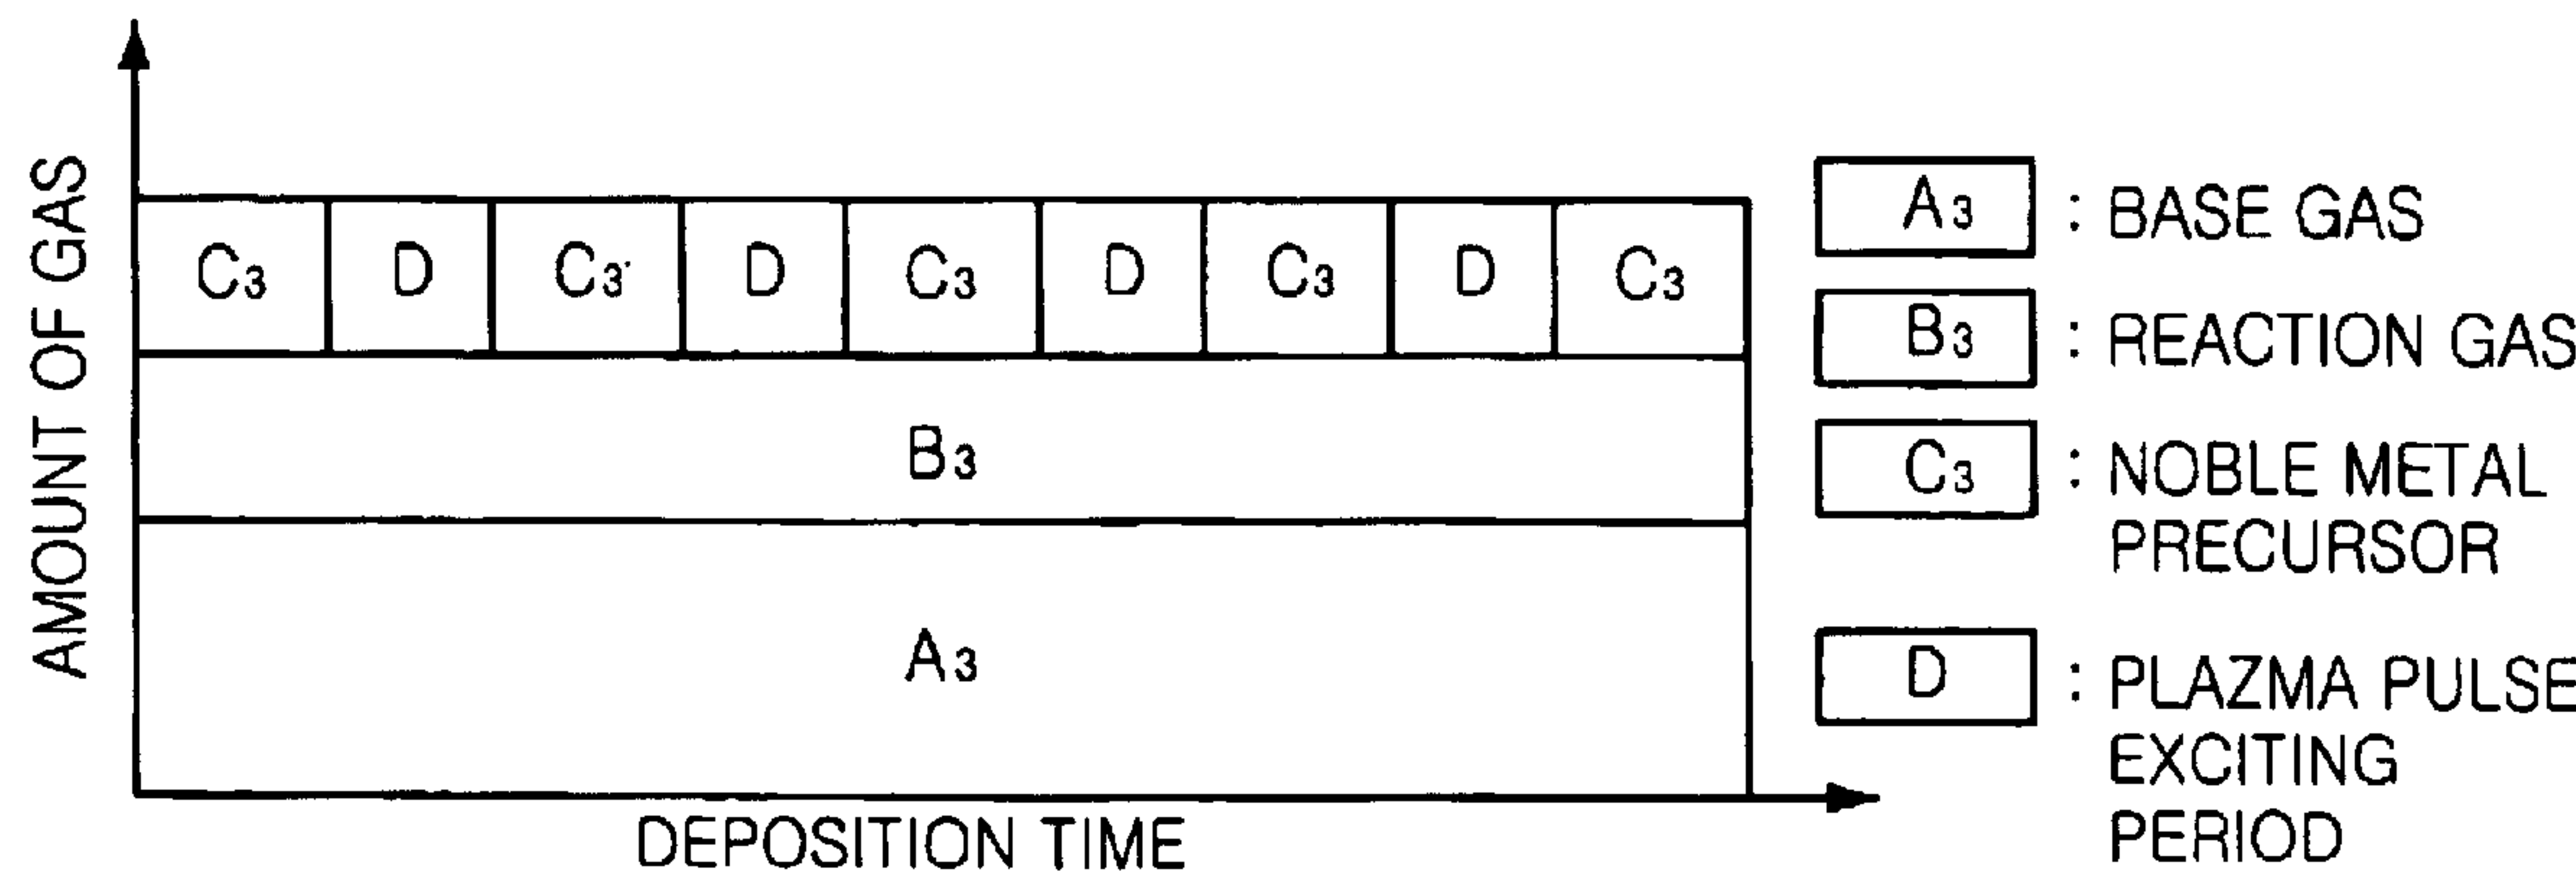 AMOUNT OF GAS
C3 D C3 D C3 D C3 D C3
B3
A3
DEPOSITION TIME
A3 : BASE GAS
B3 : REACTION GAS
C3 : NOBLE METAL
PRECURSOR
D : PLAZMA PULSE
EXCITING
PERIOD